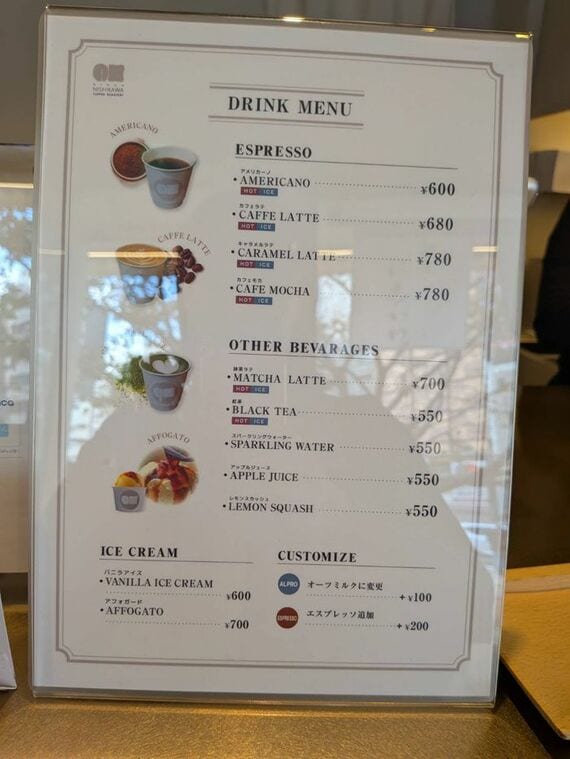 NISHIKAWA
DRINK MENU
AMERICANO
ESPRESSO
アメリカーノ
・AMERICANO ¥600
HOT ICE
カフェラテ
・CAFFE LATTE ¥680
HOT ICE
CAFFE LATTE
キャラメルラテ
・CARAMEL LATTE ¥780
HOT ICE
カフェモカ
・CAFE MOCHA ¥780
HOT ICE
OTHER BEVARAGES
抹茶ラテ
・MATCHA LATTE ¥700
HOT ICE
紅茶
・BLACK TEA ¥550
HOT ICE
スパークリングウォーター
・SPARKLING WATER ¥550
AFFOGATO
アップルジュース
・APPLE JUICE ¥550
レモンスカッシュ
・LEMON SQUASH ¥550
ICE CREAM
バニラアイス
・VANILLA ICE CREAM
¥600
アフォガード
・AFFOGATO
¥700
CUSTOMIZE
ALPRO オーツミルクに変更
+ ¥100
ESPRESSO エスプレッソ追加
+ ¥200